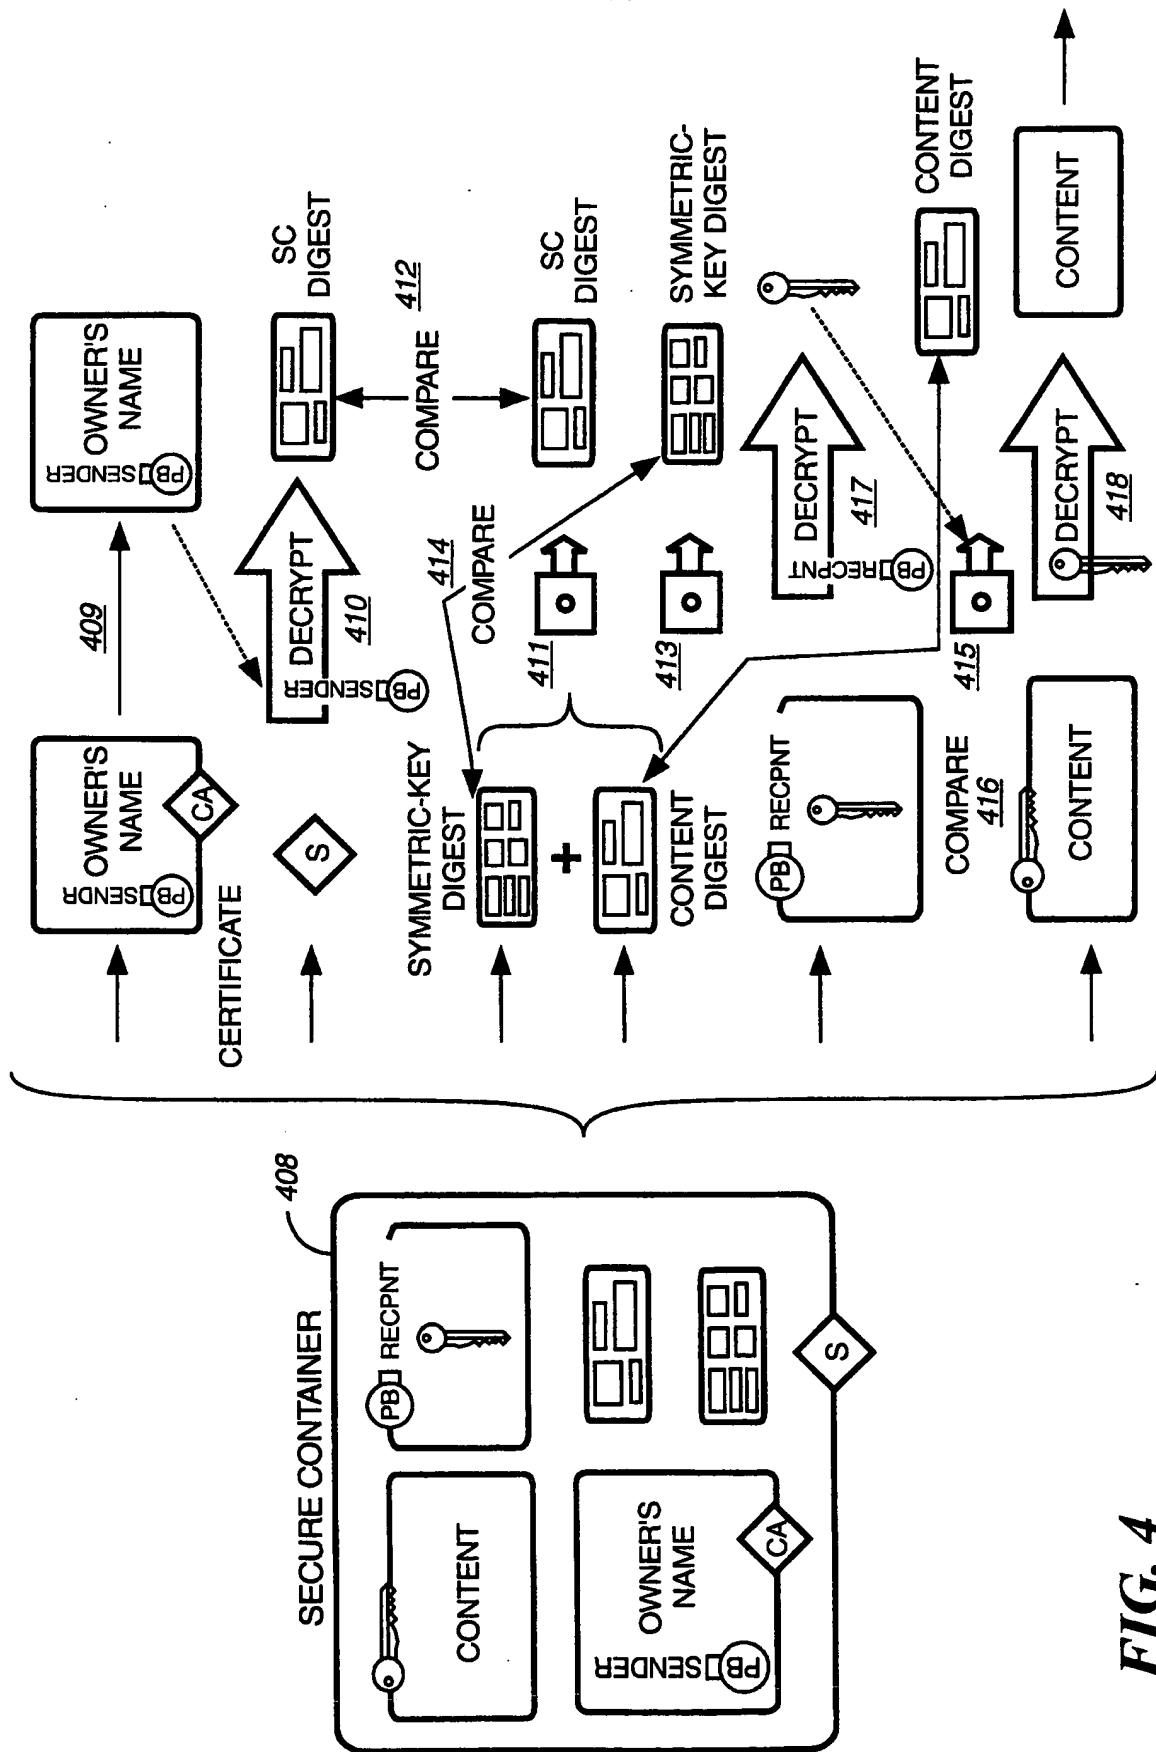 SECURE CONTAINER
408
CONTENT
PB RECPNT
PB SENDER
OWNER'S
NAME
CA
S
PB SENDR
OWNER'S
NAME
CA
CERTIFICATE
409
PB SENDER
OWNER'S
NAME
S
DECRYPT
PB SENDER
410
SC
DIGEST
COMPARE 412
SYMMETRIC-KEY
DIGEST
+
CONTENT
DIGEST
414
COMPARE
411
SC
DIGEST
413
SYMMETRIC-
KEY DIGEST
PB RECPNT
DECRYPT
PB RECPNT
417
COMPARE
416
415
CONTENT
DIGEST
CONTENT
DECRYPT
418
CONTENT
FIG. 4